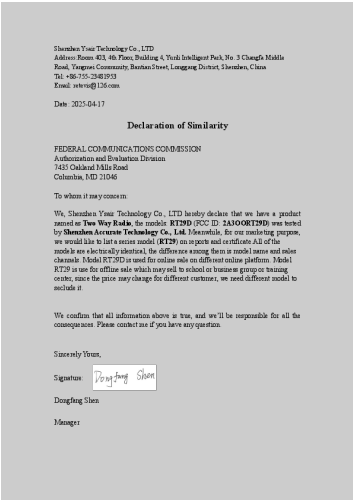 Shenzhen Ysair Technology Co., LTD
Address: Room 403, 4th Floor, Building 4, Yunli Intelligent Park, No. 3 Changfa Middle
Road, Yangmei Community, Bantian Street, Longgang District, Shenzhen, China
Tel: +86-755-23481953
Email: retevis@126.com
Date: 2025-04-17
Declaration of Similarity
FEDERAL COMMUNICATIONS COMMISSION
Authorization and Evaluation Division
7435 Oakland Mills Road
Columbia, MD 21046
To whom it may concern:
We, Shenzhen Ysair Technology Co., LTD hereby declare that we have a product
named as Two Way Radio, the models: RT29D (FCC ID: 2A3OORT29D) was tested
by Shenzhen Accurate Technology Co., Ltd. Meanwhile, for our marketing purpose,
we would like to list a series model (RT29) on reports and certificate All of the
models are electrically identical, the difference among them is model name and sales
channels. Model RT29D is used for online sale on different online platform. Model
RT29 is use for offline sale which may sell to school or business group or training
center, since the price may change for different customer, we need different model to
exclude it.
We confirm that all information above is true, and we'll be responsible for all the
consequences. Please contact me if you have any question.
Sincerely Yours,
Signature: Dongfang Shen
Dongfang Shen
Manager